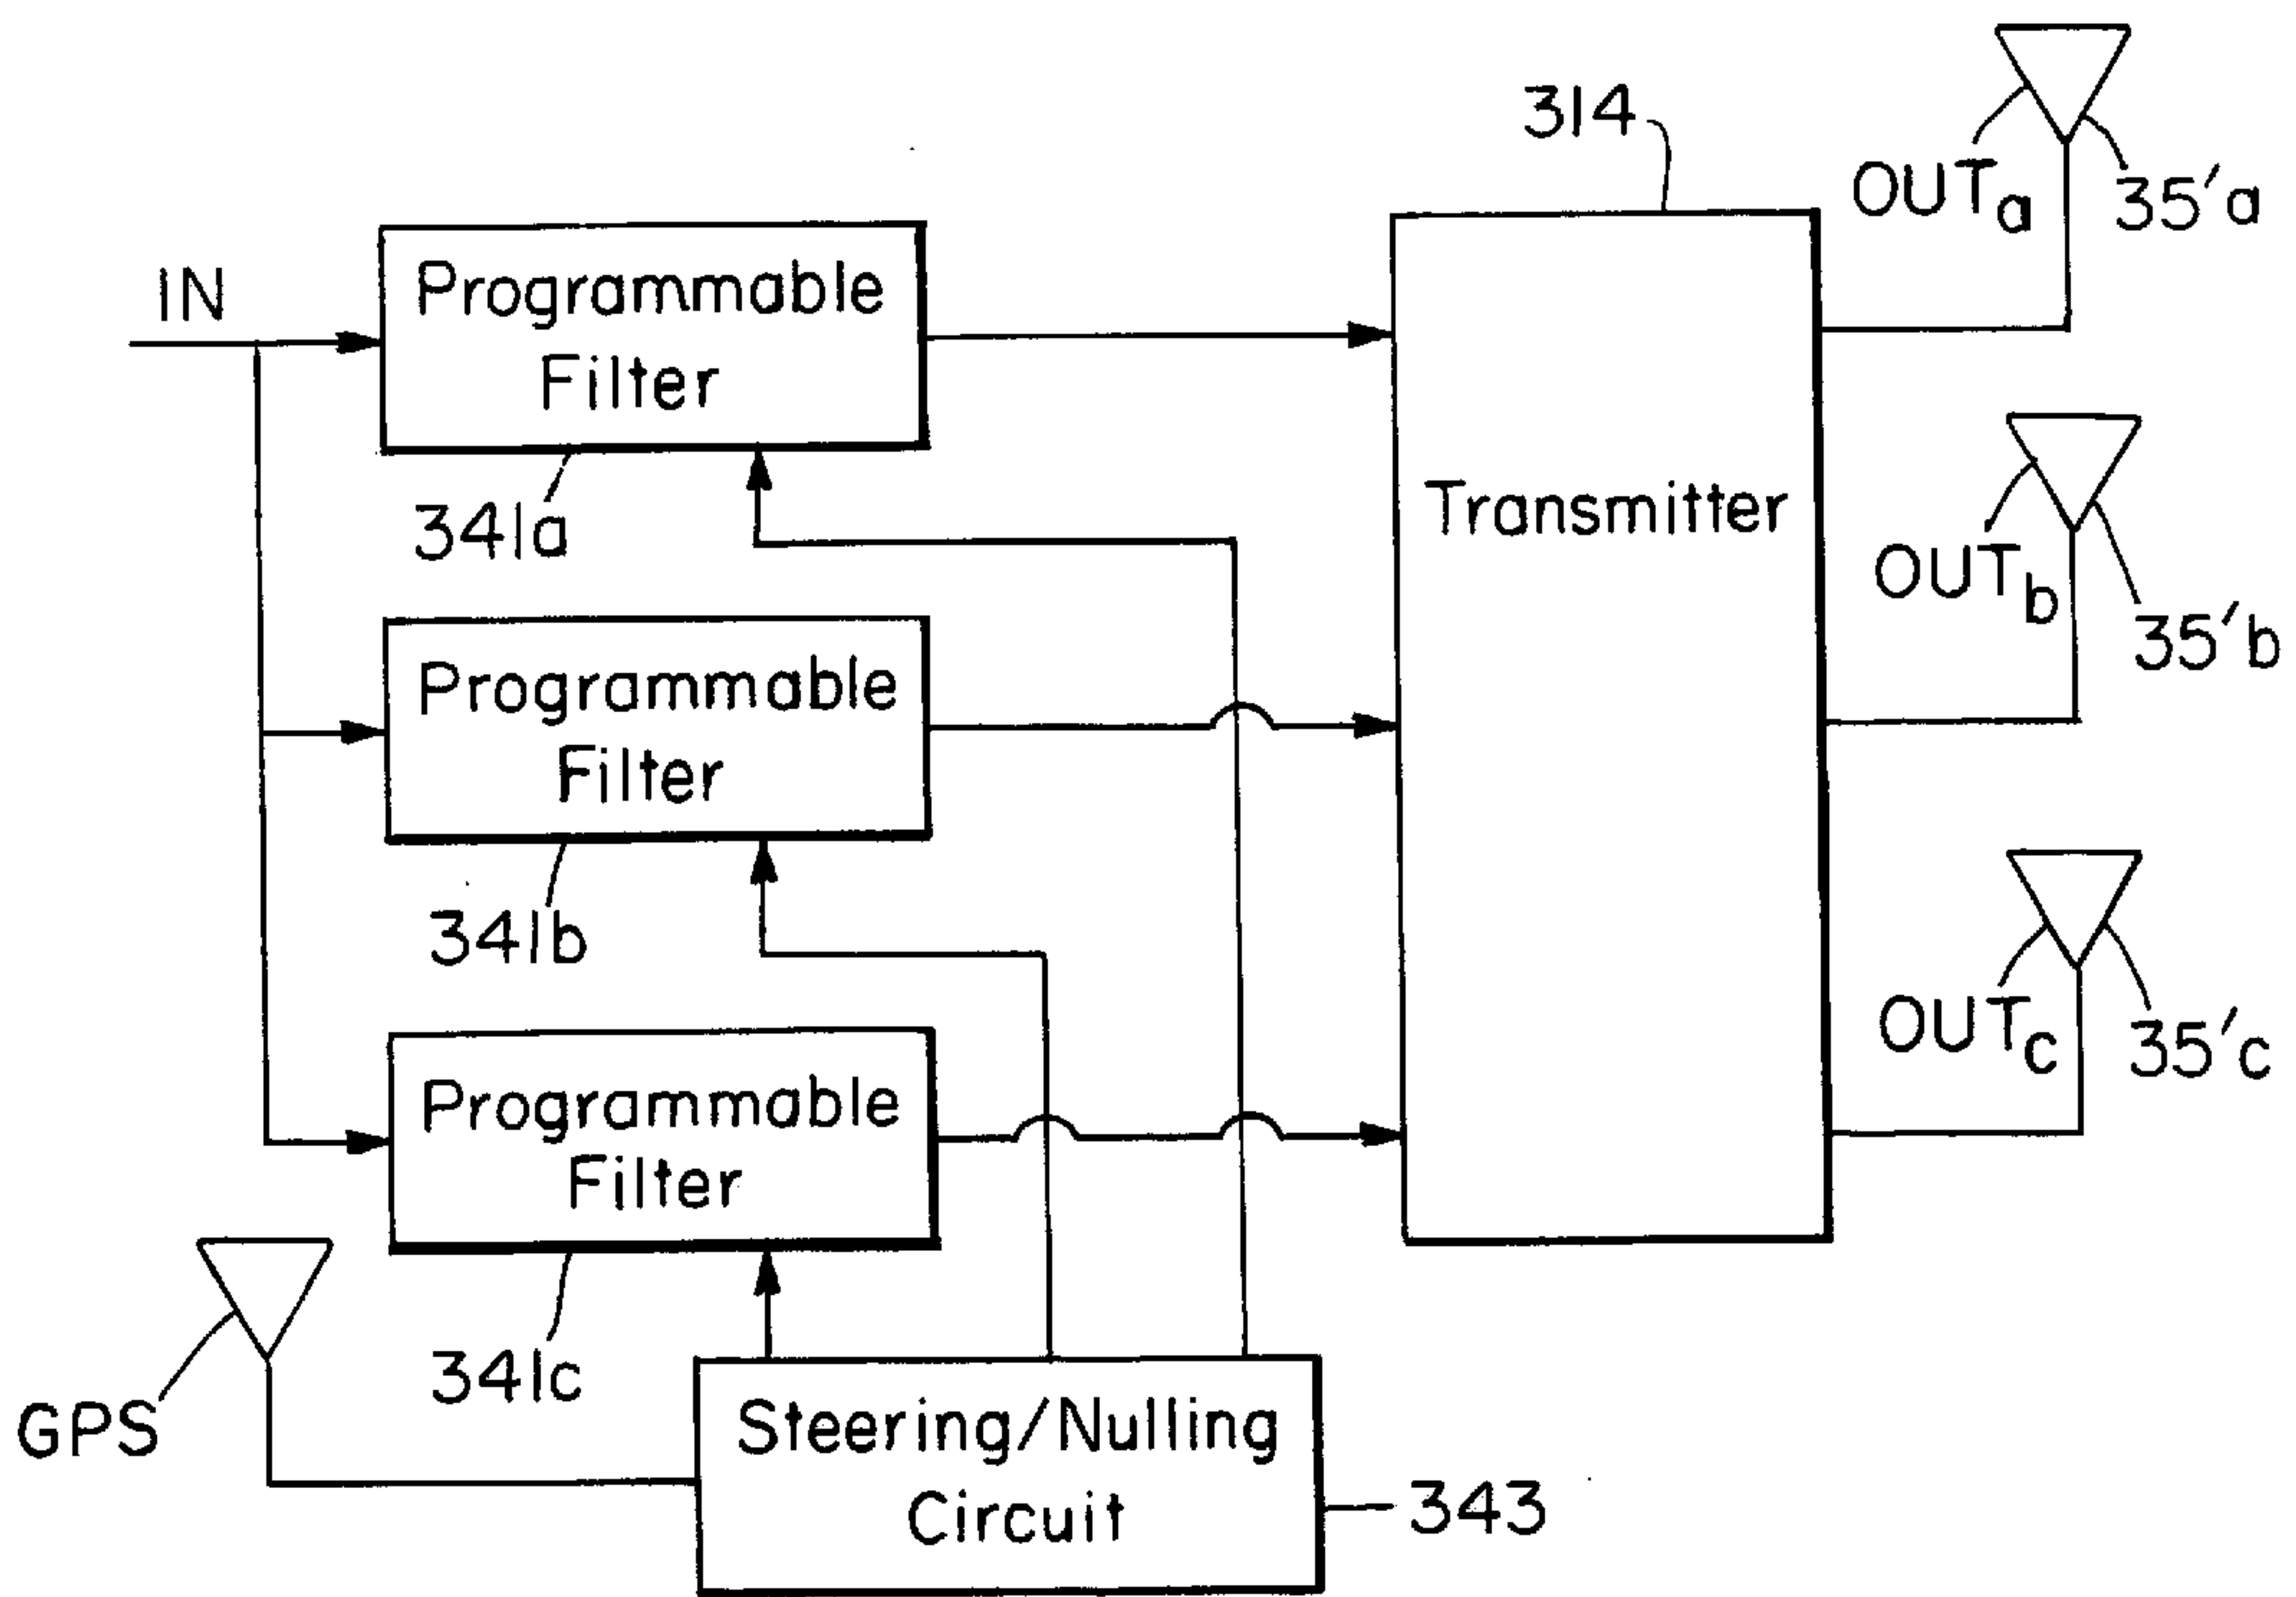 314
OUTa
35'a
IN
Programmable
Filter
341a
Transmitter
OUTb
35'b
Programmable
Filter
341b
OUTc
35'c
Programmable
Filter
341c
GPS
Steering/Nulling
Circuit
343